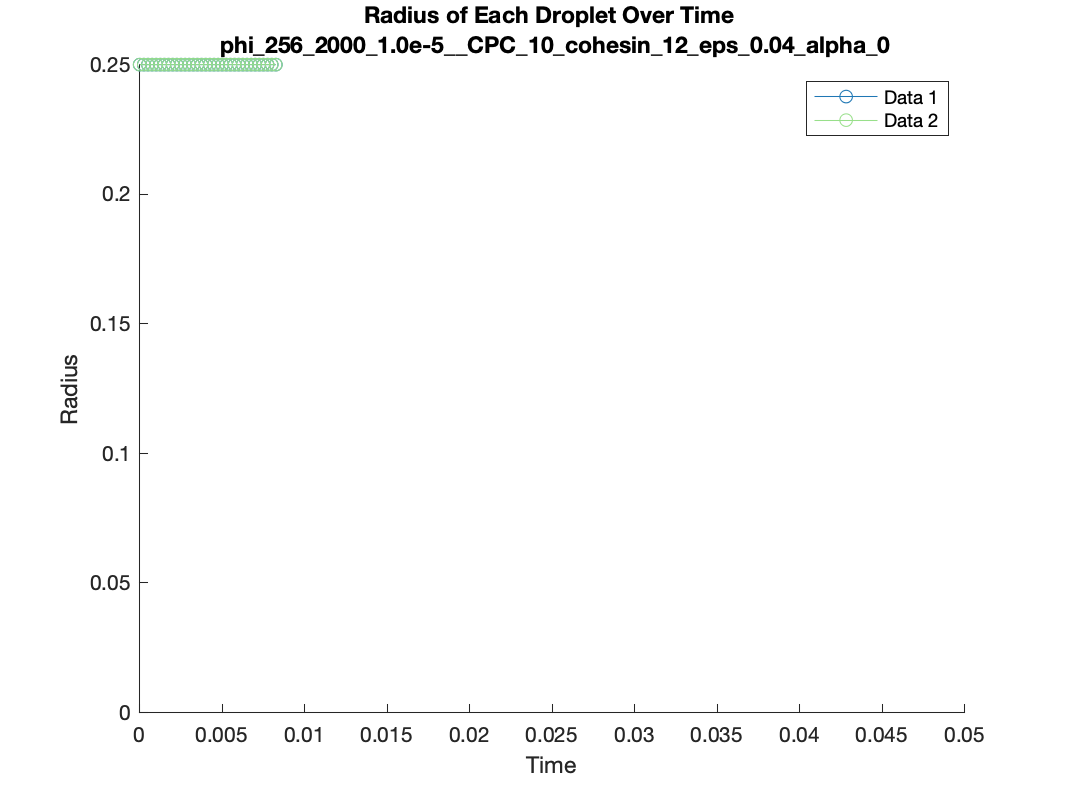 Radius of Each Droplet Over Time
phi_256_2000_1.0e-5__CPC_10_cohesin_12_eps_0.04_alpha_0
0.25
0.2
0.15
0.1
0.05
0
Radius
Data 1
Data 2
0 0.005 0.01 0.015 0.02 0.025 0.03 0.035 0.04 0.045 0.05
Time